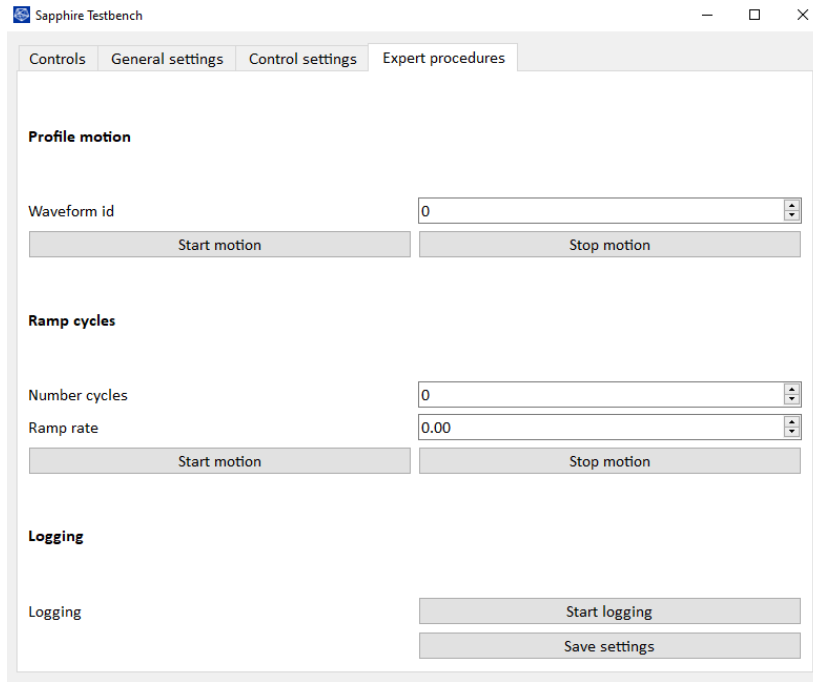 Sapphire Testbench
Controls General settings Control settings Expert procedures
Profile motion
Waveform id 0
Start motion Stop motion
Ramp cycles
Number cycles 0
Ramp rate 0.00
Start motion Stop motion
Logging
Logging Start logging
Save settings